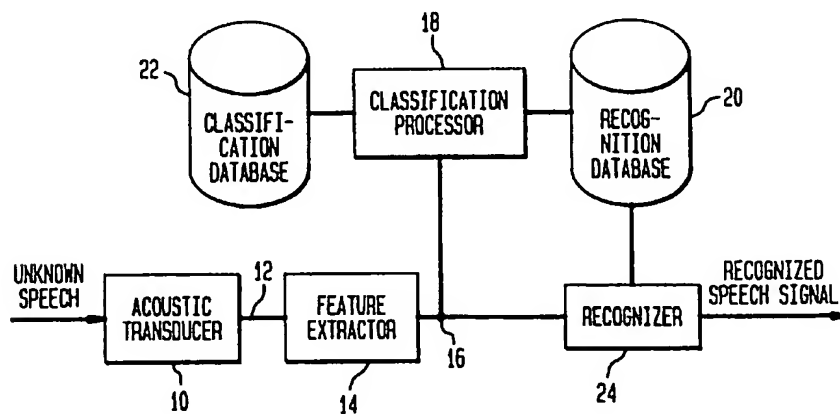 18
22
20
CLASSIFI-
CATION
DATABASE
CLASSIFICATION
PROCESSOR
RECOG-
NITION
DATABASE
UNKNOWN
SPEECH
12
ACOUSTIC
TRANSDUCER
FEATURE
EXTRACTOR
16
RECOGNIZER
RECOGNIZED
SPEECH SIGNAL
10
14
24